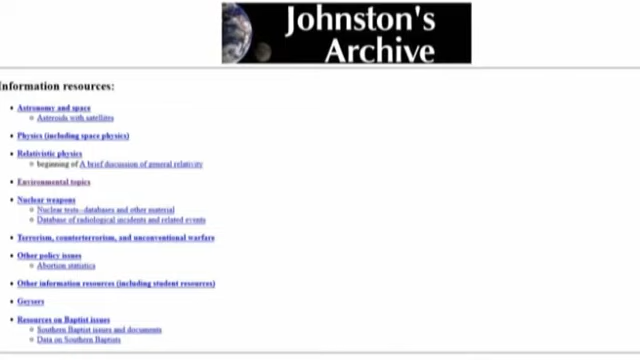 Johnston's
Archive
Information resources:
Astronomy and space
Asteroids with satellites
Physics (including space physics)
Relativistic physics
beginning of A brief discussion of general relativity
Environmental topics
Nuclear weapons
Nuclear tests--databases and other material
Database of radiological incidents and related events
Terrorism, counterterrorism, and unconventional warfare
Other policy issues
Abortion statistics
Other information resources (including student resources)
Geysers
Resources on Baptist issues
Southern Baptist issues and documents
Data on Southern Baptists